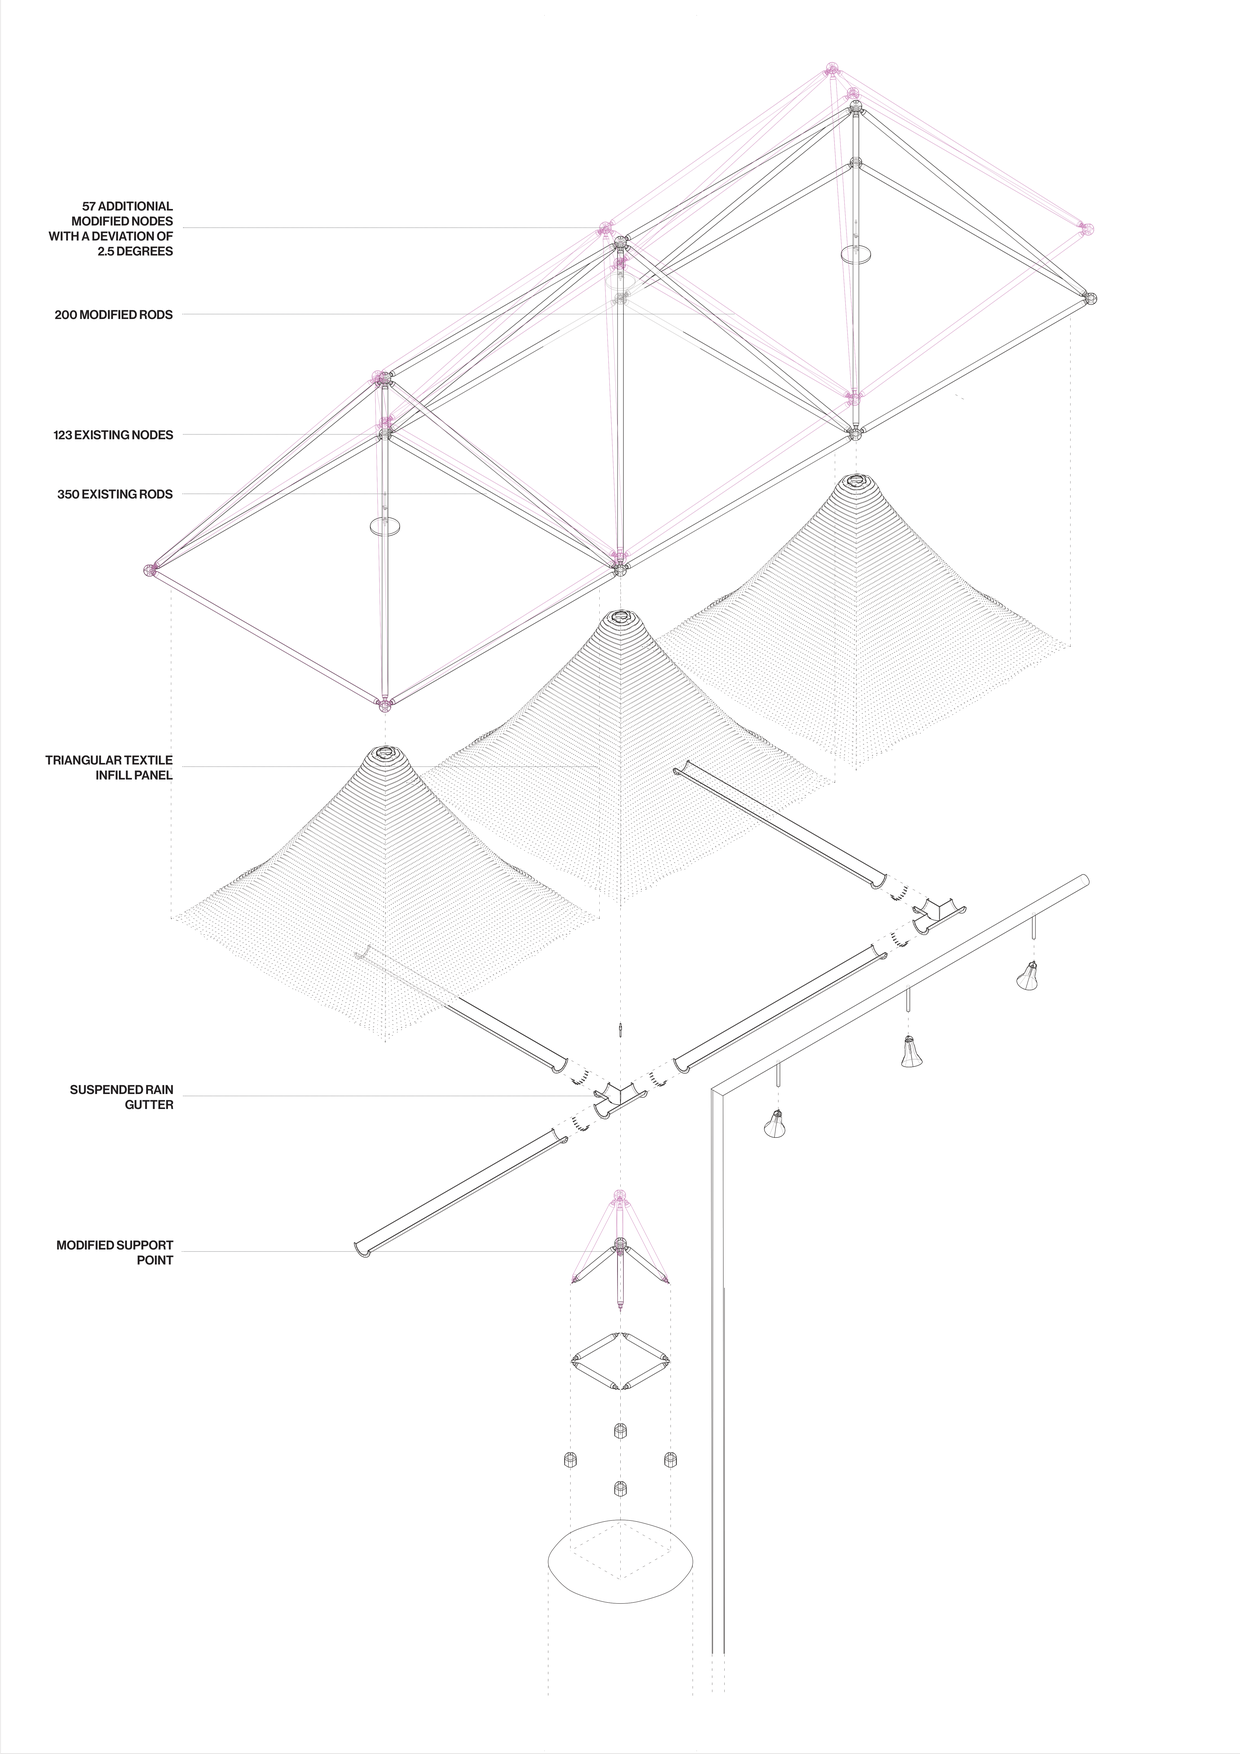 57 ADDITIONIAL
MODIFIED NODES
WITH A DEVIATION OF
2.5 DEGREES
200 MODIFIED RODS
123 EXISTING NODES
350 EXISTING RODS
TRIANGULAR TEXTILE
INFILL PANEL
SUSPENDED RAIN
GUTTER
MODIFIED SUPPORT
POINT